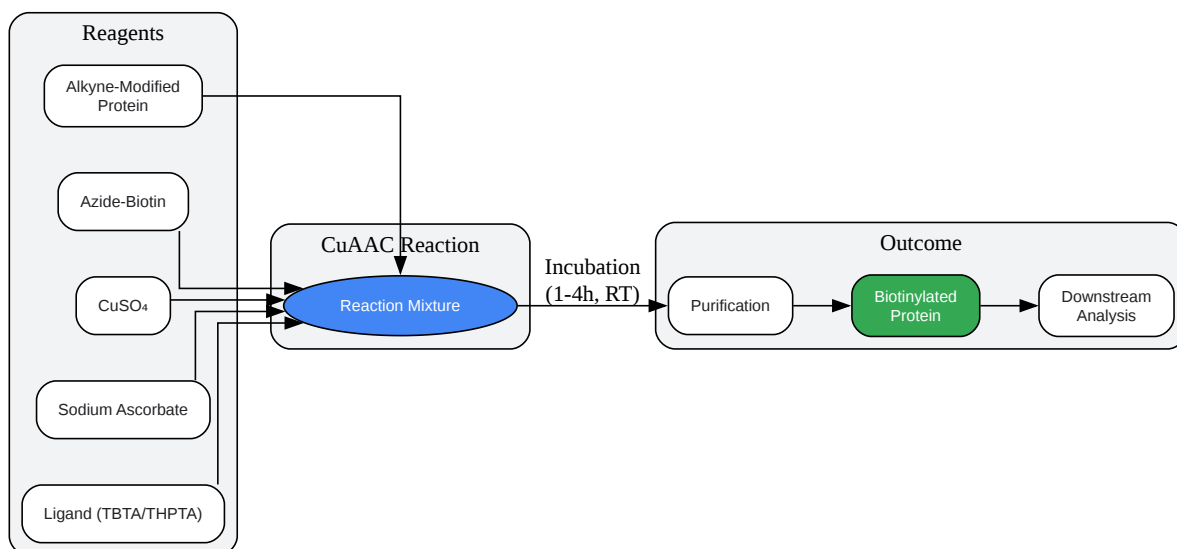 Reagents
Alkyne-Modified
Protein
Azide-Biotin
CuSO₄
Sodium Ascorbate
Ligand (TBTA/THPTA)
CuAAC Reaction
Reaction Mixture
Incubation
(1-4h, RT)
Outcome
Purification
Biotinylated
Protein
Downstream
Analysis